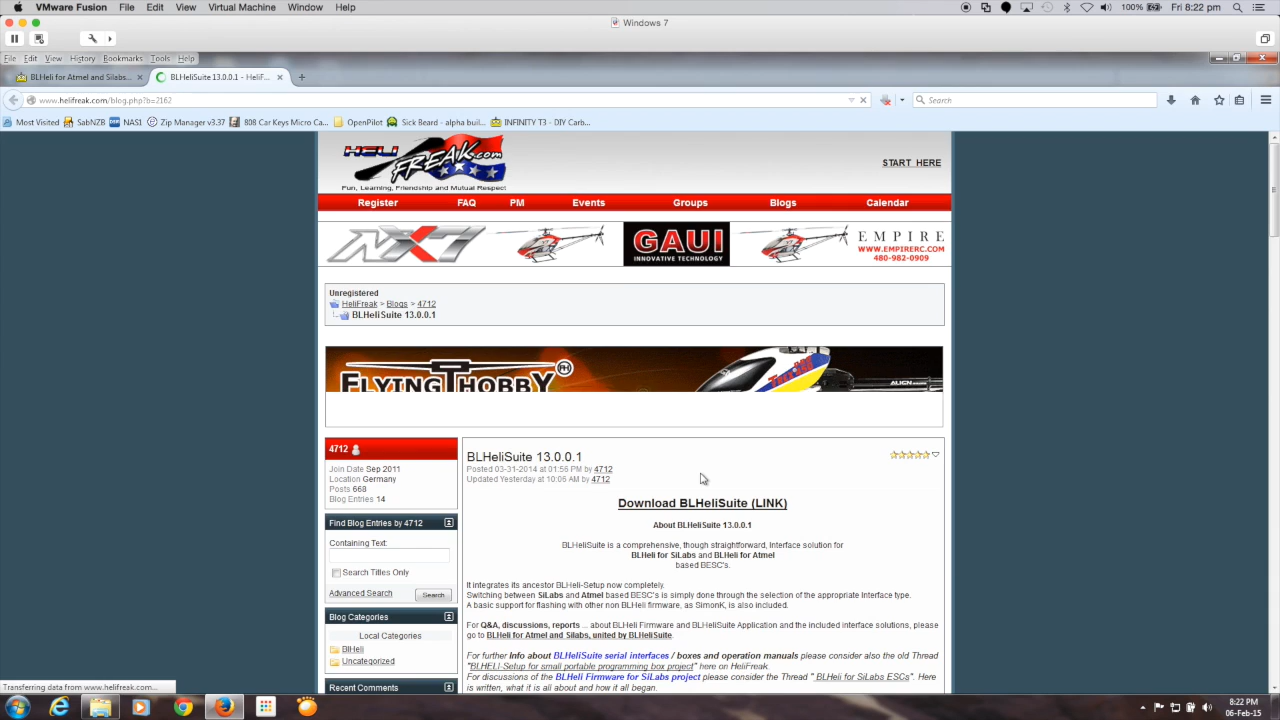 VMware Fusion File Edit View Virtual Machine Window Help 100% Fri 8:22 pm
Windows 7
File Edit View History Bookmarks Tools Help
BLHeli for Atmel and Silabs... BLHeliSuite 13.0.0.1 - HeliF...
www.helifreak.com/blog.php?b=2162 Search
Most Visited SabNZB NAS1 Zip Manager v3.37 808 Car Keys Micro Ca... OpenPilot Sick Beard - alpha buil... INFINITY T3 - DIY Carb...
HELI FREAK.com
START HERE
Fun, Learning, Friendship and Mutual Respect
Register FAQ PM Events Groups Blogs Calendar
NX7 GAUI EMPIRE
INNOVATIVE TECHNOLOGY WWW.EMPIRERC.COM
480-982-0909
Unregistered
HeliFreak > Blogs > 4712
BLHeliSuite 13.0.0.1
FLYINGTHOBBY ALIGN
4712
Join Date Sep 2011
Location Germany
Posts 668
Blog Entries 14
Find Blog Entries by 4712
Containing Text:
Search Titles Only
Advanced Search Search
Blog Categories
Local Categories
BlHeli
Uncategorized
Recent Comments
BLHeliSuite 13.0.0.1
Posted 03-31-2014 at 01:56 PM by 4712
Updated Yesterday at 10:05 AM by 4712
Download BLHeliSuite (LINK)
About BLHeliSuite 13.0.0.1
BLHeliSuite is a comprehensive, though straightforward, Interface solution for
BLHeli for SiLabs and BLHeli for Atmel
based BESC's.
It integrates its ancestor BLHeli-Setup now completely.
Switching between SiLabs and Atmel based BESC's is simply done through the selection of the appropriate Interface type.
A basic support for flashing with other non BLHeli firmware, as SimonK, is also included.
For Q&A, discussions, reports ... about BLHeli Firmware and BLHeliSuite Application and the included interface solutions, please
go to BLHeli for Atmel and Silabs, united by BLHeliSuite.
For further Info about BLHeliSuite serial interfaces / boxes and operation manuals please consider also the old Thread
"BLHELI-Setup for small portable programming box project" here on HeliFreak.
For discussions of the BLHeli Firmware for SiLabs project please consider the Thread " BLHeli for SiLabs ESCs". Here
is written, what it is all about and how it all began.
Transferring data from www.helifreak.com...
8:22 PM
06-Feb-15